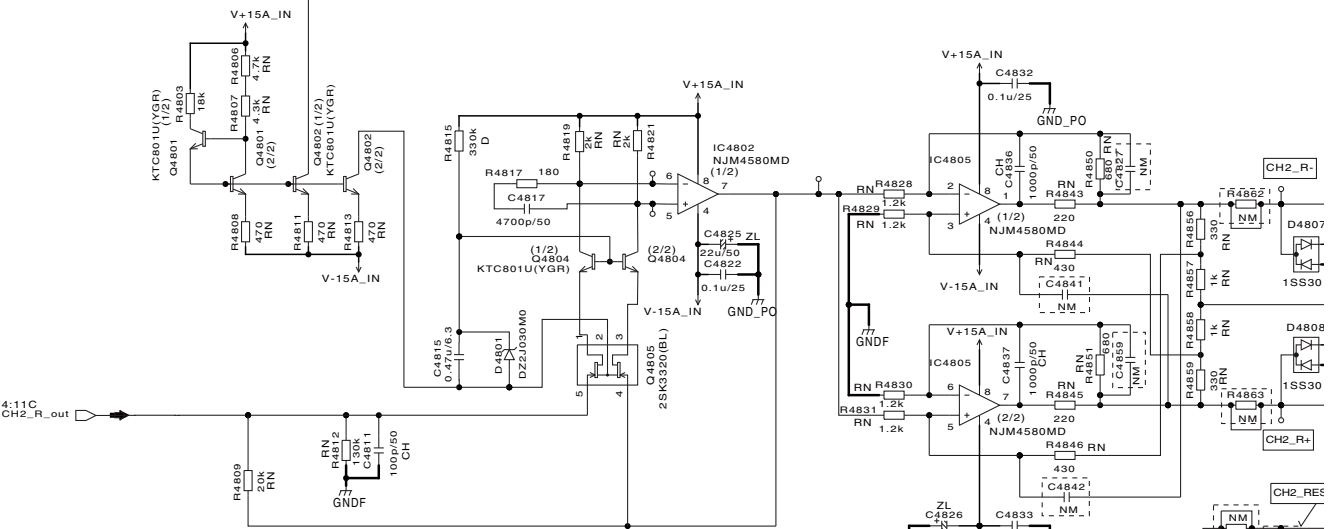 V+15A_IN
R4806
4.7k
RN
R4807
4.3k
RN
R4803
18k
KTC801U(YGR)
(1/2)
Q4801
Q4801
(2/2)
Q4802 (1/2)
KTC801U(YGR)
Q4802
(2/2)
R4808
470
RN
R4811
470
RN
R4813
470
RN
V-15A_IN
R4815
330k
D
R4819
2k
RN
RN
2k
R4821
V+15A_IN
IC4802
NJM4580MD
(1/2)
R4817
180
C4817
4700p/50
6
5
8
4
7
(1/2)
Q4804
KTC801U(YGR)
(2/2)
Q4804
C4825
ZL
22u/50
C4822
0.1u/25
V-15A_IN
GND_PO
C4815
0.47u/6.3
D4801
DZ2J030M0
1
2
3
5
4
Q4805
2SK3320(BL)
4:11C
CH2_R_out
R4809
20k
RN
RN
R4812
130k
C4811
100p/50
CH
GNDF
V+15A_IN
C4832
0.1u/25
GND_PO
IC4805
CH
C4836
1000p/50
R4850
680
RN
C4827
NM
RN
R4828
1.2k
R4829
RN
1.2k
2
3
8
4
1
(1/2)
NJM4580MD
RN
R4843
220
R4844
RN
430
C4841
NM
V-15A_IN
GNDF
V+15A_IN
IC4805
C4837
1000p/50
CH
RN
R4851
680
C4859
NM
RN
R4830
1.2k
R4831
RN
1.2k
6
5
8
4
7
(2/2)
NJM4580MD
RN
R4845
220
R4846
RN
430
C4842
NM
R4856
330
RN
R4857
1k
RN
R4858
1k
RN
R4859
330
RN
CH2_R-
R4862
NM
D4807
1SS30
D4808
1SS30
R4863
NM
CH2_R+
CH2_RES
NM
ZL
C4826
C4833